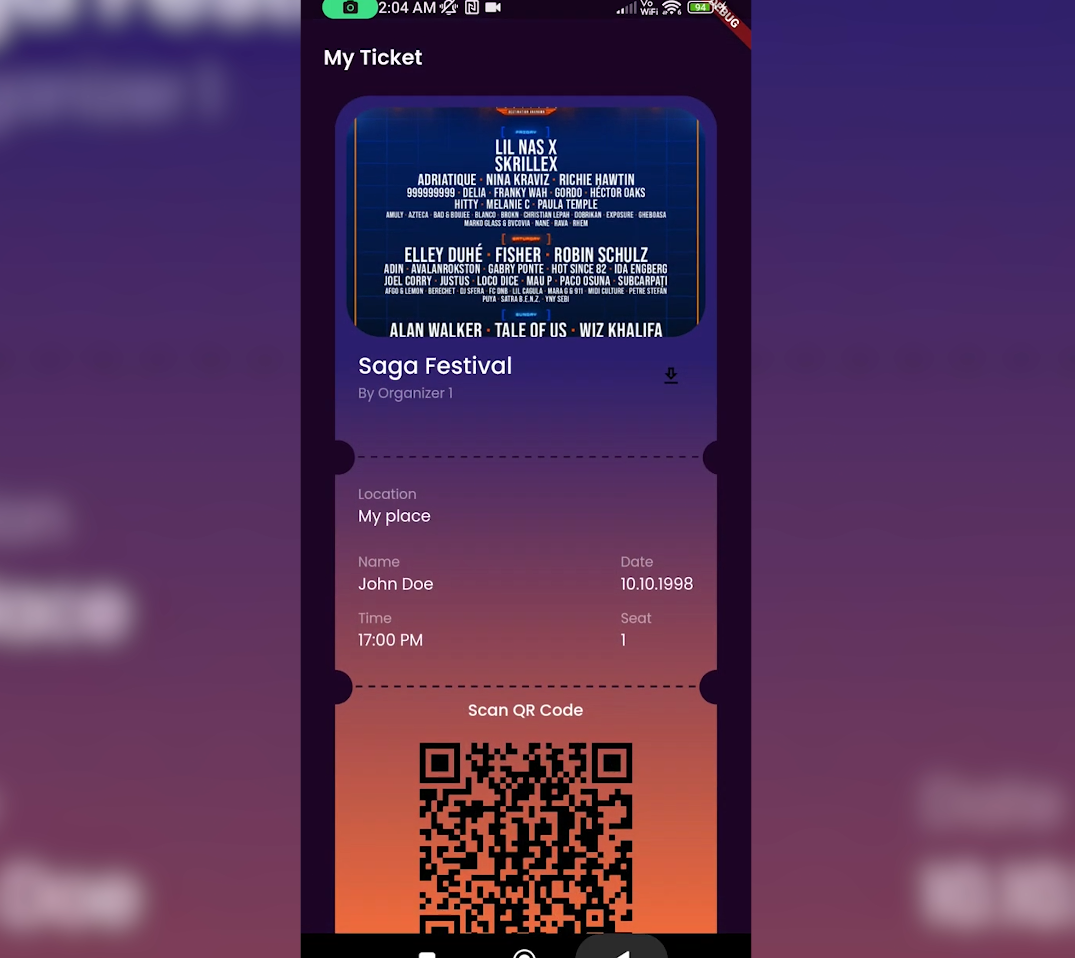 2:04 AM
Vo
WiFi
94
My Ticket
FRIDAY
LIL NAS X
SKRILLEX
ADRIATIQUE · NINA KRAVIZ · RICHIE HAWTIN
999999999 · DELIA · FRANKY WAH · GORDO · HÉCTOR OAKS
HITTY · MELANIE C · PAULA TEMPLE
AMULY · AZTECA · BAD & BOUJEE · BLANCO · BROKN · CHRISTIAN LEPAH · DOBRIKAN · EXPOSURE · GHEBOASA
MARKO GLASS & BVCOVIA · NANE · RAVA · RHEM
SATURDAY
ELLEY DUHÉ · FISHER · ROBIN SCHULZ
ADIN · AVALANROKSTON · GABRY PONTE · HOT SINCE 82 · IDA ENGBERG
JOEL CORRY · JUSTUS · LOCO DICE · MAU P · PACO OSUNA · SUBCARPAȚI
AFGO & LEMON · BERECHET · DJ SFERA · FC DNB · LIL CAGULA · MARA G & 911 · MIDI CULTURE · PETRE STEFAN
PUYA · SATRA B.E.N.Z. · YNY SEBI
SUNDAY
ALAN WALKER · TALE OF US · WIZ KHALIFA
Saga Festival
By Organizer 1
Location
My place
Name
Date
John Doe
10.10.1998
Time
Seat
17:00 PM
1
Scan QR Code